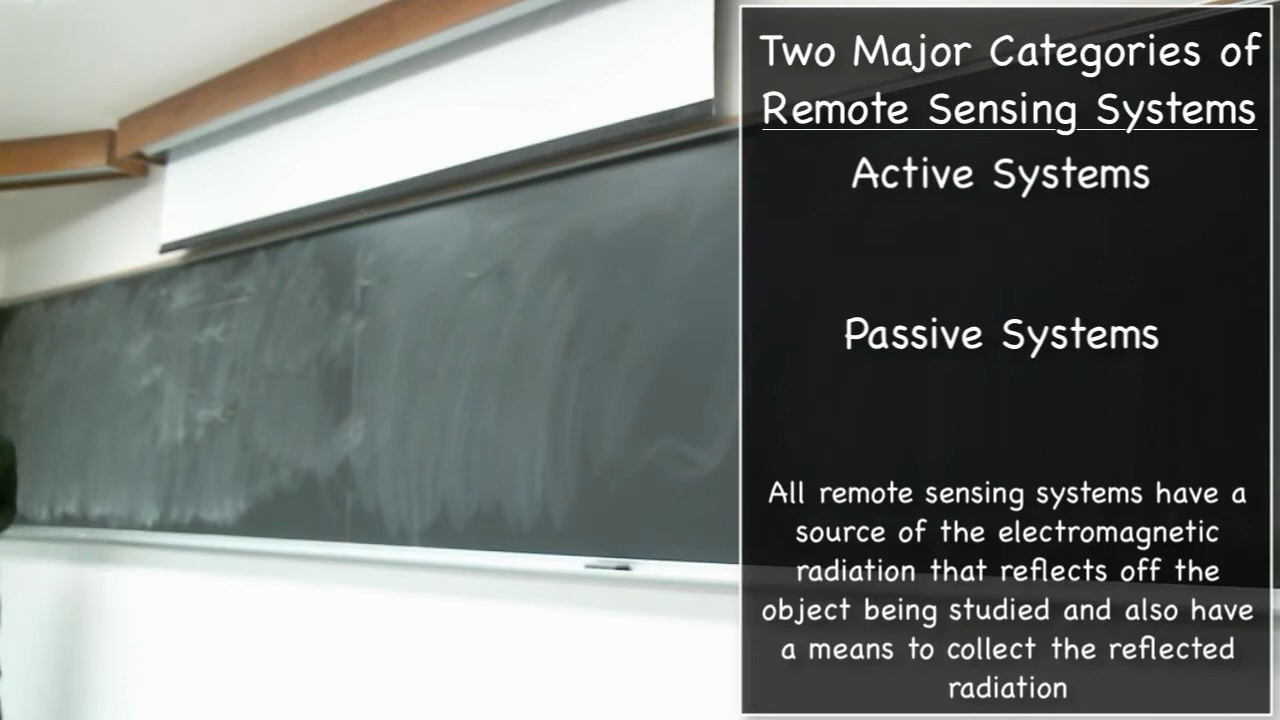 Two Major Categories of
Remote Sensing Systems
Active Systems
Passive Systems
All remote sensing systems have a
source of the electromagnetic
radiation that reflects off the
object being studied and also have
a means to collect the reflected
radiation